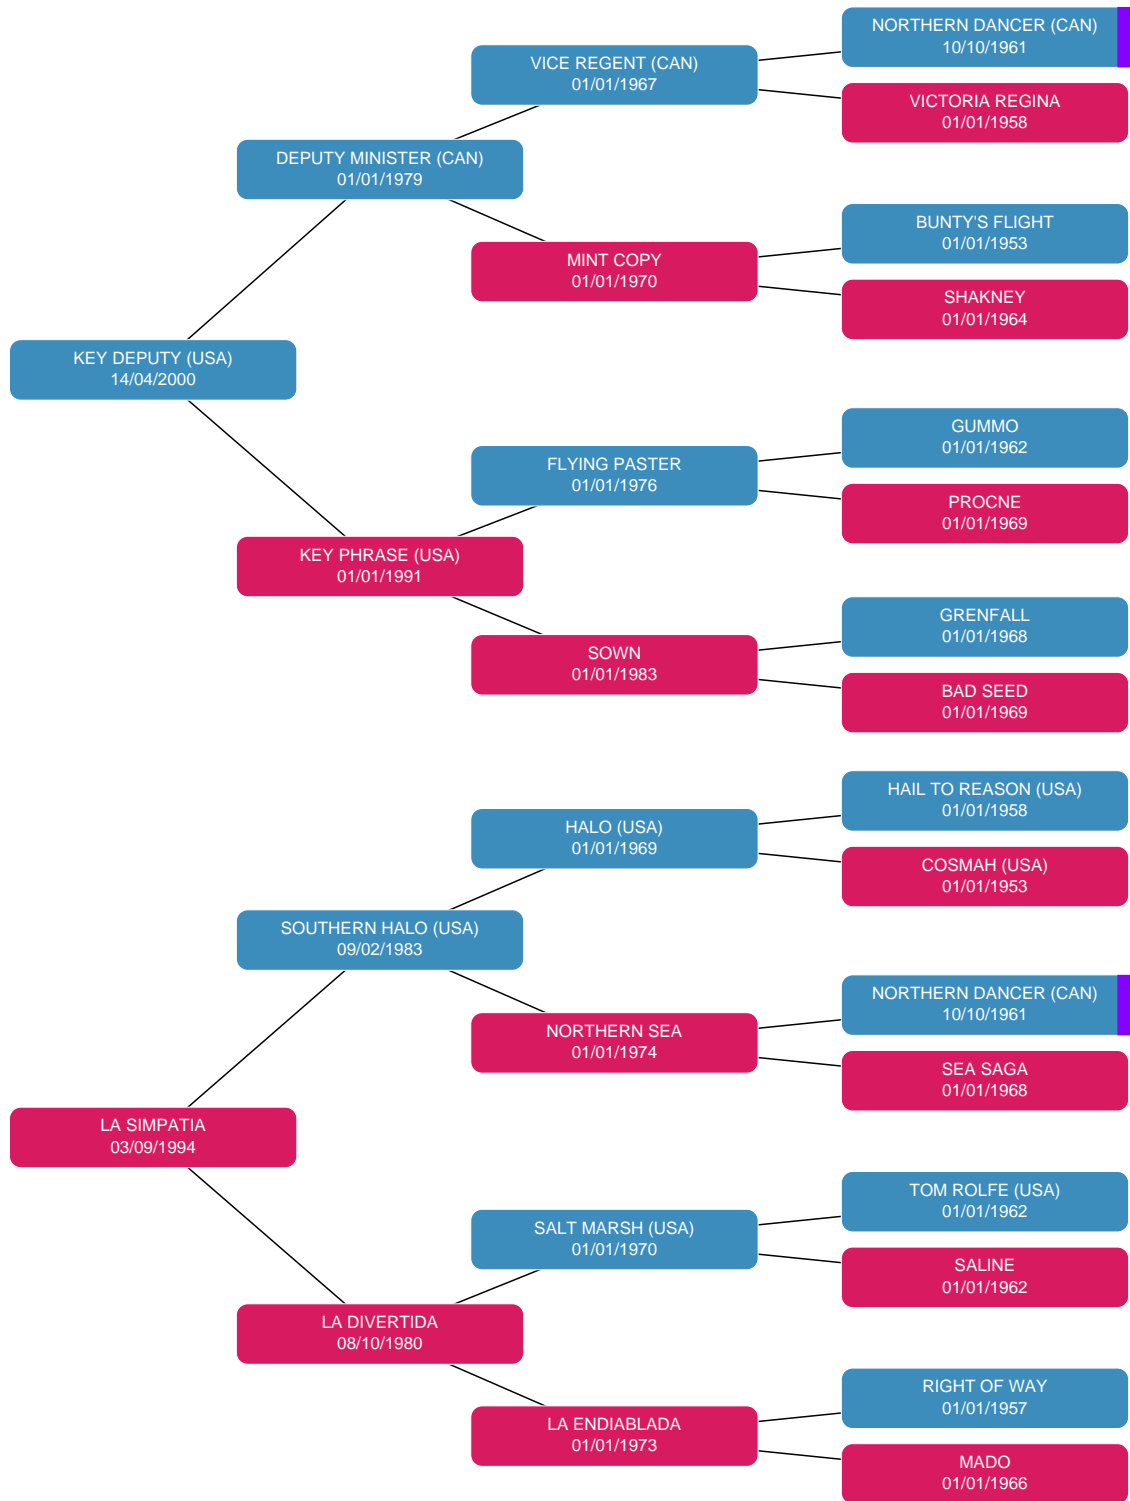 NORTHERN DANCER (CAN)
10/10/1961
VICE REGENT (CAN)
01/01/1967
VICTORIA REGINA
01/01/1958
DEPUTY MINISTER (CAN)
01/01/1979
BUNTY'S FLIGHT
01/01/1953
MINT COPY
01/01/1970
SHAKNEY
01/01/1964
KEY DEPUTY (USA)
14/04/2000
GUMMO
01/01/1962
FLYING PASTER
01/01/1976
PROCNE
01/01/1969
KEY PHRASE (USA)
01/01/1991
GRENFALL
01/01/1968
SOWN
01/01/1983
BAD SEED
01/01/1969
HAIL TO REASON (USA)
01/01/1958
HALO (USA)
01/01/1969
COSMAH (USA)
01/01/1953
SOUTHERN HALO (USA)
09/02/1983
NORTHERN DANCER (CAN)
10/10/1961
NORTHERN SEA
01/01/1974
SEA SAGA
01/01/1968
LA SIMPATIA
03/09/1994
TOM ROLFE (USA)
01/01/1962
SALT MARSH (USA)
01/01/1970
SALINE
01/01/1962
LA DIVERTIDA
08/10/1980
RIGHT OF WAY
01/01/1957
LA ENDIABLADA
01/01/1973
MADO
01/01/1966